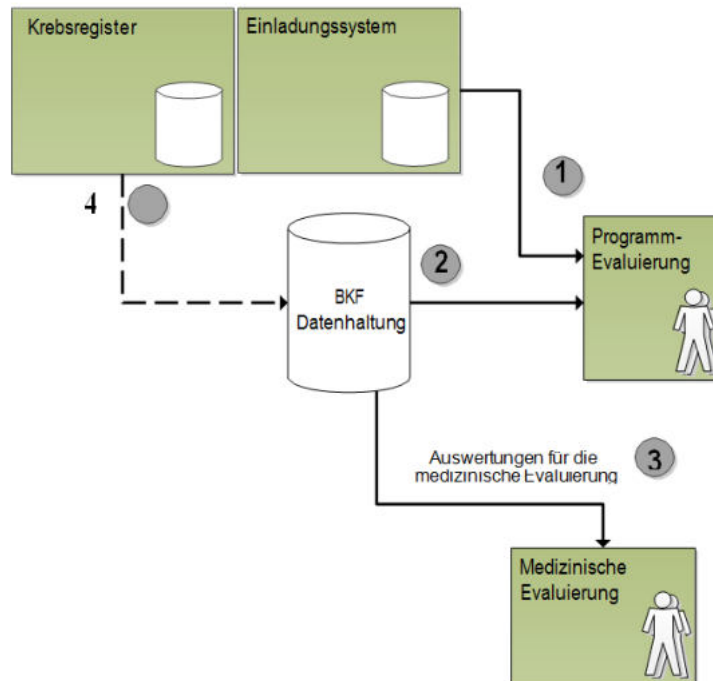 Krebsregister
Einladungssystem
1
4
Programm-
Evaluierung
2
BKF
Datenhaltung
Auswertungen für die
medizinische Evaluierung
3
Medizinische
Evaluierung